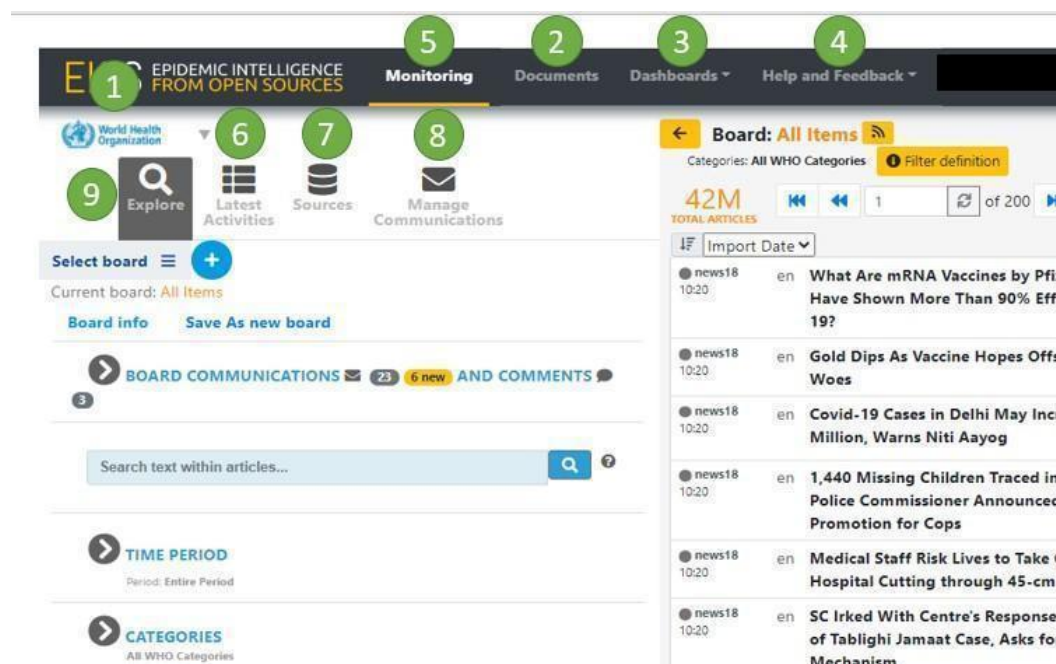 5
2
3
4
1
EPIDEMIC INTELLIGENCE
FROM OPEN SOURCES
Monitoring
Documents
Dashboards
Help and Feedback
World Health
Organization
6
7
8
9
Explore
Latest
Activities
Sources
Manage
Communications
Select board
+
Current board: All Items
Board info
Save As new board
BOARD COMMUNICATIONS 23 6 new AND COMMENTS
3
Search text within articles...
?
TIME PERIOD
Period: Entire Period
CATEGORIES
All WHO Categories
Board: All Items
Categories: All WHO Categories
Filter definition
42M
TOTAL ARTICLES
1
of 200
Import Date
news18
10:20
en
What Are mRNA Vaccines by Pfi
Have Shown More Than 90% Eff
19?
news18
10:20
en
Gold Dips As Vaccine Hopes Offs
Woes
news18
10:20
en
Covid-19 Cases in Delhi May Inc
Million, Warns Niti Aayog
news18
10:20
en
1,440 Missing Children Traced in
Police Commissioner Announced
Promotion for Cops
news18
10:20
en
Medical Staff Risk Lives to Take
Hospital Cutting through 45-cm
news18
10:20
en
SC Irked With Centre's Response
of Tablighi Jamaat Case, Asks fo
Mechanism